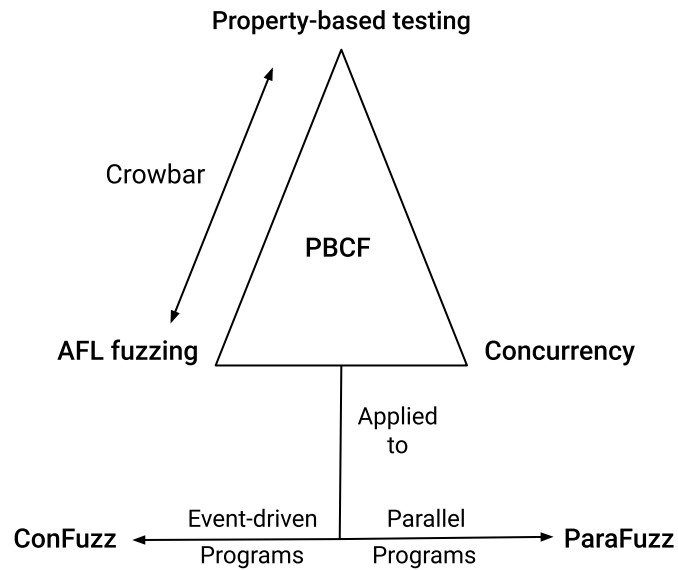 Property-based testing
Crowbar
PBCF
AFL fuzzing
Concurrency
Applied
to
Event-driven
Parallel
ConFuzz
ParaFuzz
Programs
Programs